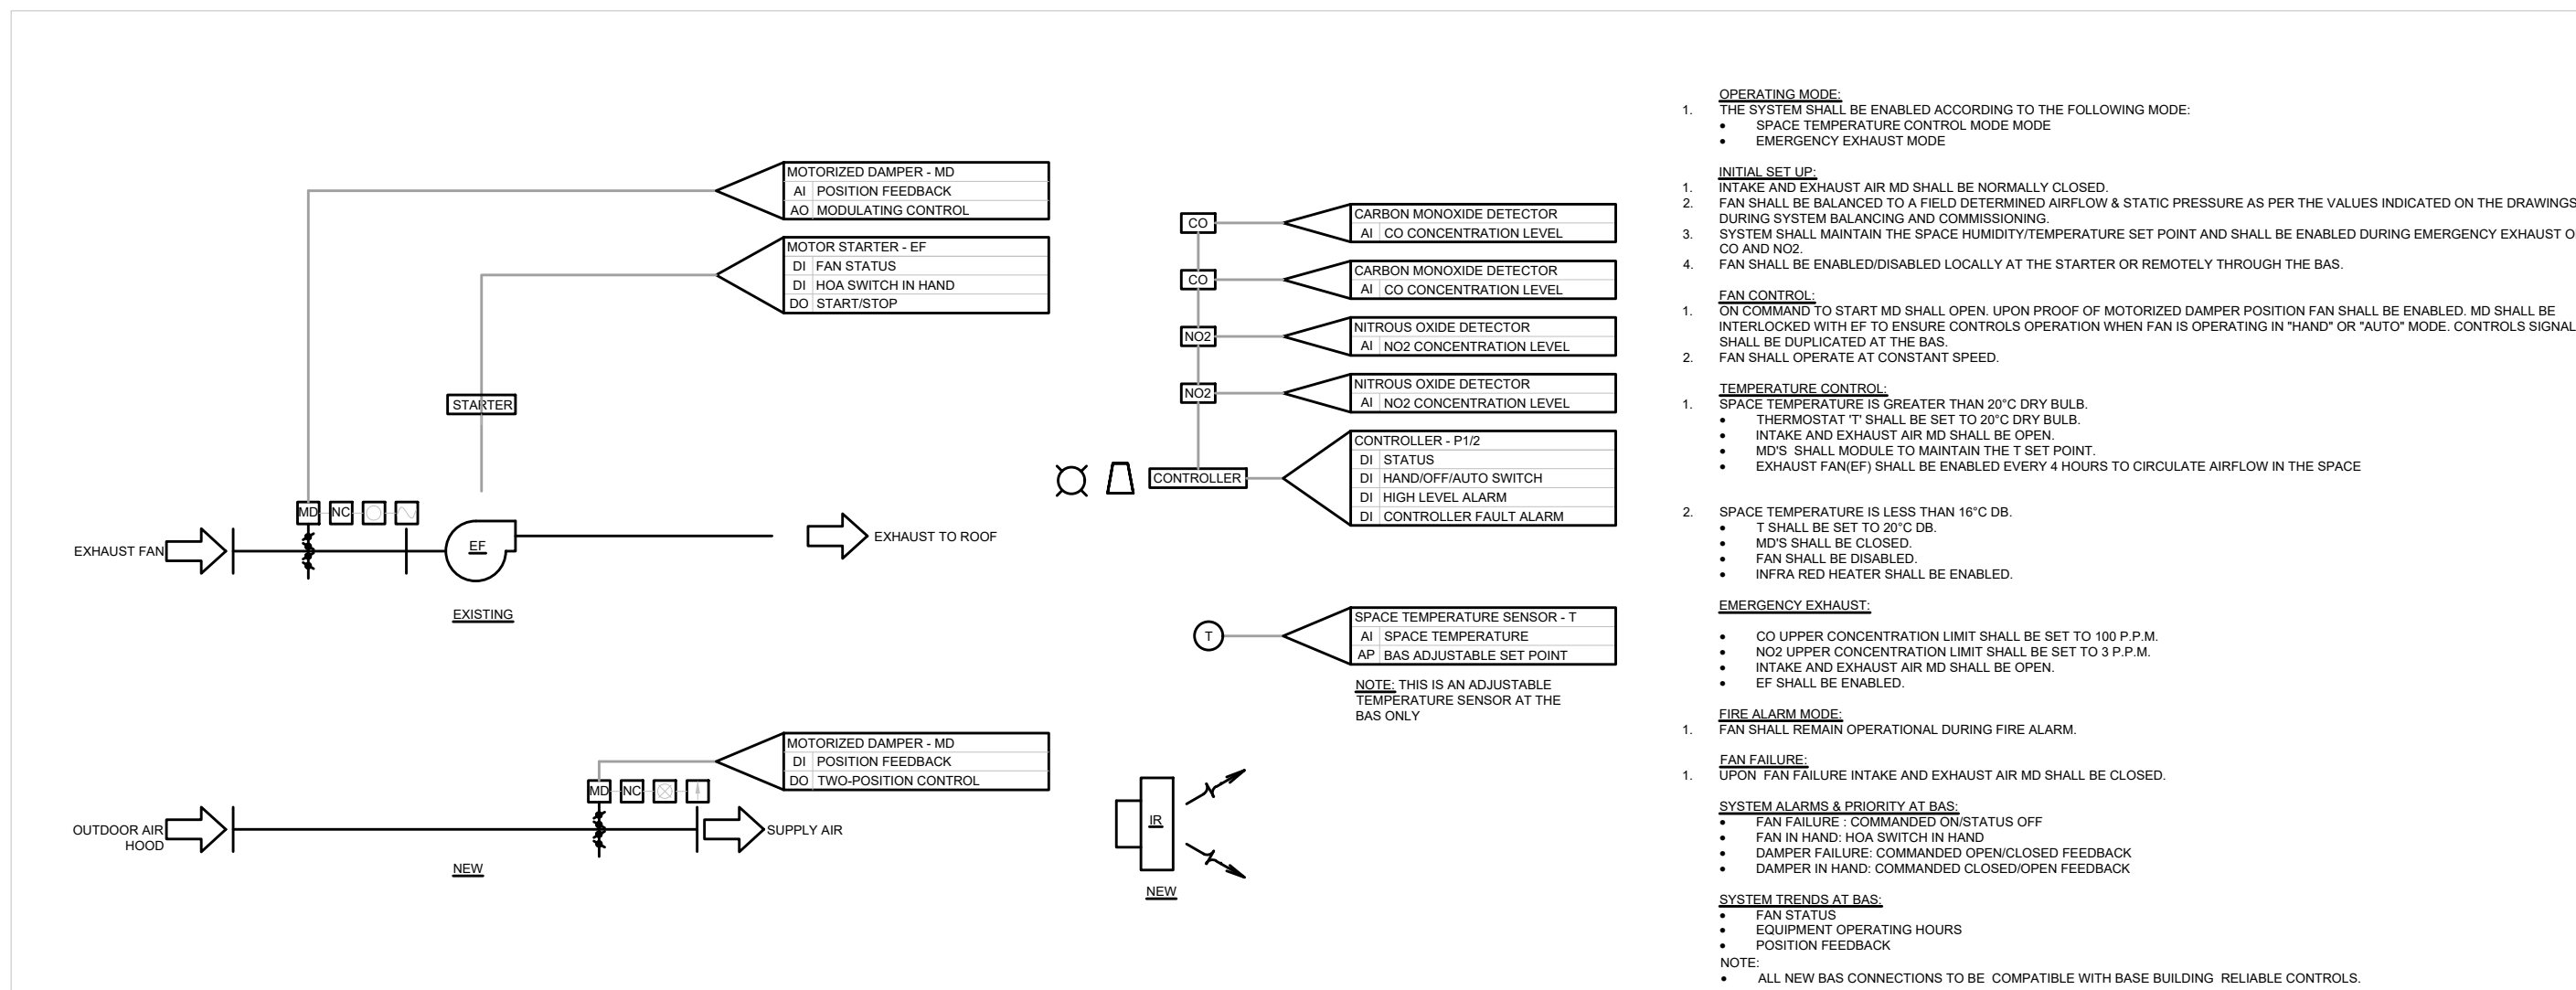 MOTORIZED DAMPER - MD
AI POSITION FEEDBACK
AO MODULATING CONTROL
MOTOR STARTER - EF
DI FAN STATUS
DI HOA SWITCH IN HAND
DO START/STOP
STARTER
MD NC
EXHAUST FAN
EF
EXHAUST TO ROOF
EXISTING
MOTORIZED DAMPER - MD
DI POSITION FEEDBACK
DO TWO-POSITION CONTROL
MD NC
OUTDOOR AIR
HOOD
SUPPLY AIR
NEW
CO
CARBON MONOXIDE DETECTOR
AI CO CONCENTRATION LEVEL
CO
CARBON MONOXIDE DETECTOR
AI CO CONCENTRATION LEVEL
NO2
NITROUS OXIDE DETECTOR
AI NO2 CONCENTRATION LEVEL
NO2
NITROUS OXIDE DETECTOR
AI NO2 CONCENTRATION LEVEL
CONTROLLER
CONTROLLER - P1/2
DI STATUS
DI HAND/OFF/AUTO SWITCH
DI HIGH LEVEL ALARM
DI CONTROLLER FAULT ALARM
T
SPACE TEMPERATURE SENSOR - T
AI SPACE TEMPERATURE
AP BAS ADJUSTABLE SET POINT
NOTE: THIS IS AN ADJUSTABLE
TEMPERATURE SENSOR AT THE
BAS ONLY
IR
NEW
OPERATING MODE:
1. THE SYSTEM SHALL BE ENABLED ACCORDING TO THE FOLLOWING MODE:
• SPACE TEMPERATURE CONTROL MODE MODE
• EMERGENCY EXHAUST MODE
INITIAL SET UP:
1. INTAKE AND EXHAUST AIR MD SHALL BE NORMALLY CLOSED.
2. FAN SHALL BE BALANCED TO A FIELD DETERMINED AIRFLOW & STATIC PRESSURE AS PER THE VALUES INDICATED ON THE DRAWINGS
DURING SYSTEM BALANCING AND COMMISSIONING.
3. SYSTEM SHALL MAINTAIN THE SPACE HUMIDITY/TEMPERATURE SET POINT AND SHALL BE ENABLED DURING EMERGENCY EXHAUST O
CO AND NO2.
4. FAN SHALL BE ENABLED/DISABLED LOCALLY AT THE STARTER OR REMOTELY THROUGH THE BAS.
FAN CONTROL:
1. ON COMMAND TO START MD SHALL OPEN. UPON PROOF OF MOTORIZED DAMPER POSITION FAN SHALL BE ENABLED. MD SHALL BE
INTERLOCKED WITH EF TO ENSURE CONTROLS OPERATION WHEN FAN IS OPERATING IN "HAND" OR "AUTO" MODE. CONTROLS SIGNAL
SHALL BE DUPLICATED AT THE BAS.
2. FAN SHALL OPERATE AT CONSTANT SPEED.
TEMPERATURE CONTROL:
1. SPACE TEMPERATURE IS GREATER THAN 20°C DRY BULB.
• THERMOSTAT 'T' SHALL BE SET TO 20°C DRY BULB.
• INTAKE AND EXHAUST AIR MD SHALL BE OPEN.
• MD'S SHALL MODULE TO MAINTAIN THE T SET POINT.
• EXHAUST FAN(EF) SHALL BE ENABLED EVERY 4 HOURS TO CIRCULATE AIRFLOW IN THE SPACE
2. SPACE TEMPERATURE IS LESS THAN 16°C DB.
• T SHALL BE SET TO 20°C DB.
• MD'S SHALL BE CLOSED.
• FAN SHALL BE DISABLED.
• INFRA RED HEATER SHALL BE ENABLED.
EMERGENCY EXHAUST:
• CO UPPER CONCENTRATION LIMIT SHALL BE SET TO 100 P.P.M.
• NO2 UPPER CONCENTRATION LIMIT SHALL BE SET TO 3 P.P.M.
• INTAKE AND EXHAUST AIR MD SHALL BE OPEN.
• EF SHALL BE ENABLED.
FIRE ALARM MODE:
1. FAN SHALL REMAIN OPERATIONAL DURING FIRE ALARM.
FAN FAILURE:
1. UPON FAN FAILURE INTAKE AND EXHAUST AIR MD SHALL BE CLOSED.
SYSTEM ALARMS & PRIORITY AT BAS:
• FAN FAILURE : COMMANDED ON/STATUS OFF
• FAN IN HAND: HOA SWITCH IN HAND
• DAMPER FAILURE: COMMANDED OPEN/CLOSED FEEDBACK
• DAMPER IN HAND: COMMANDED CLOSED/OPEN FEEDBACK
SYSTEM TRENDS AT BAS:
• FAN STATUS
• EQUIPMENT OPERATING HOURS
• POSITION FEEDBACK
NOTE:
• ALL NEW BAS CONNECTIONS TO BE COMPATIBLE WITH BASE BUILDING RELIABLE CONTROLS.